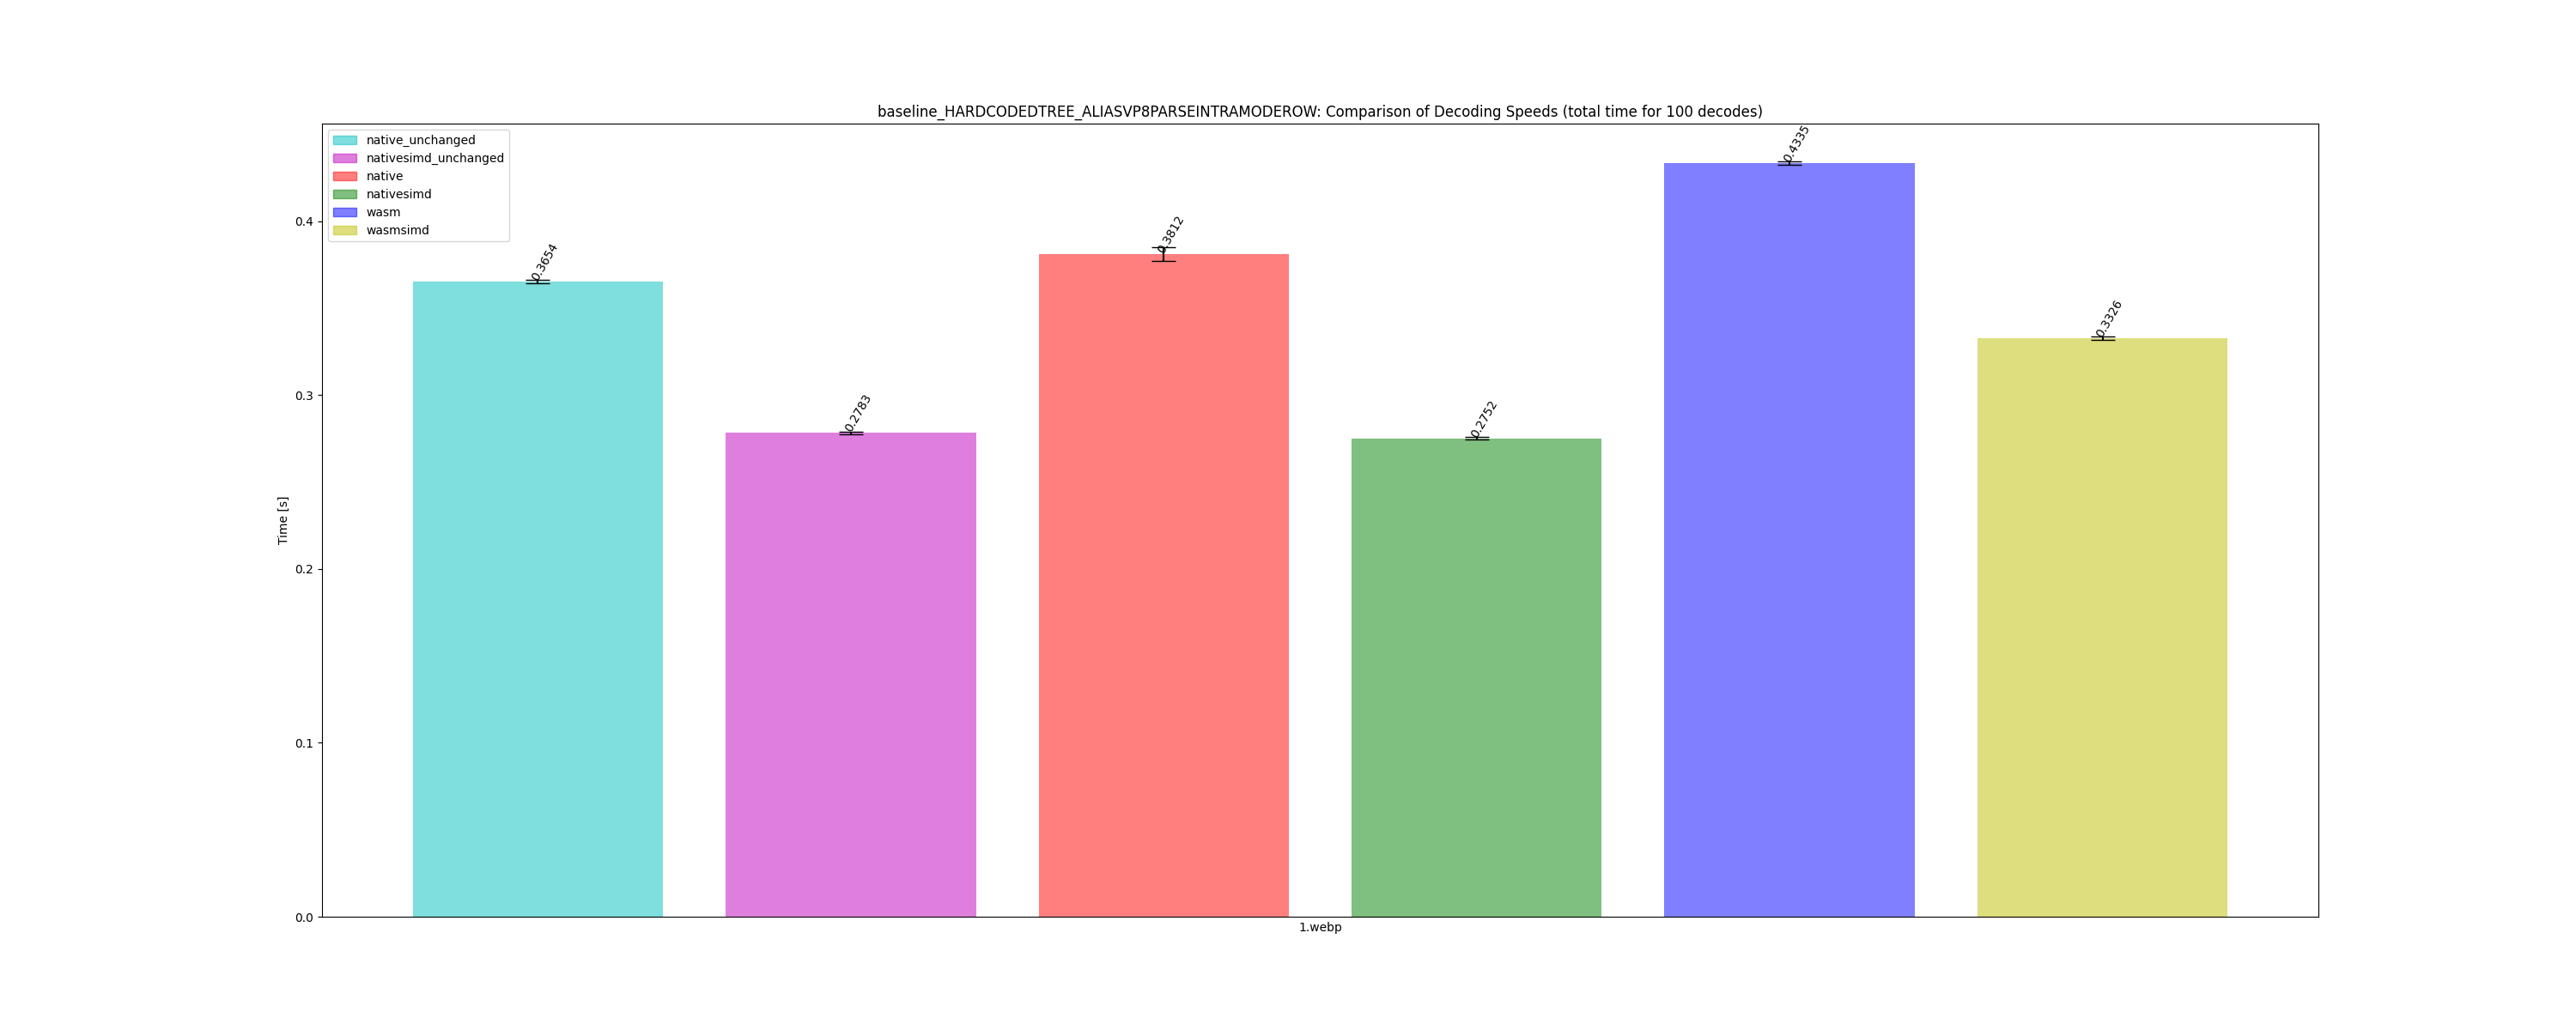 baseline_HARDCODEDTREE_ALIASVP8PARSEINTRAMODEROW: Comparison of Decoding Speeds (total time for 100 decodes)
native_unchanged
nativesimd_unchanged
native
nativesimd
wasm
wasmsimd
Time [s]
0.4
0.3
0.2
0.1
0.0
0.3654
0.2783
0.3812
0.2752
0.4335
0.3326
1.webp